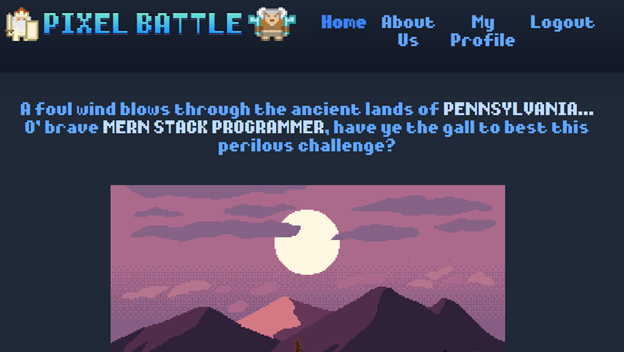 PIXEL BATTLE
Home
About
Us
My
Profile
Logout
A foul wind blows through the ancient lands of PENNSYLVANIA...
O' brave MERN STACK PROGRAMMER, have ye the gall to best this
perilous challenge?